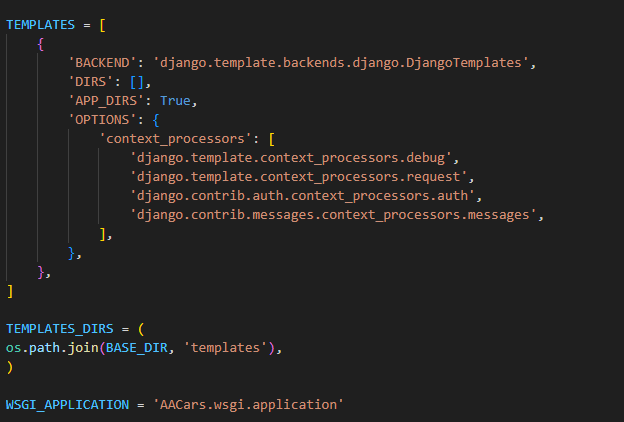 TEMPLATES = [
    {
        'BACKEND': 'django.template.backends.django.DjangoTemplates',
        'DIRS': [],
        'APP_DIRS': True,
        'OPTIONS': {
            'context_processors': [
                'django.template.context_processors.debug',
                'django.template.context_processors.request',
                'django.contrib.auth.context_processors.auth',
                'django.contrib.messages.context_processors.messages',
            ],
        },
    },
]
TEMPLATES_DIRS = (
os.path.join(BASE_DIR, 'templates'),
)
WSGI_APPLICATION = 'AACars.wsgi.application'